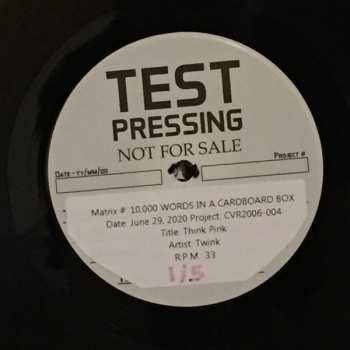 TEST
PRESSING
NOT FOR SALE
DATE - YY/MM/DD
PROJECT #
Matrix #: 10,000 WORDS IN A CARDBOARD BOX
Date: June 29, 2020 Project: CVR2006-004
Title: Think Pink
Artist: Twink
R.P.M.: 33
1/5